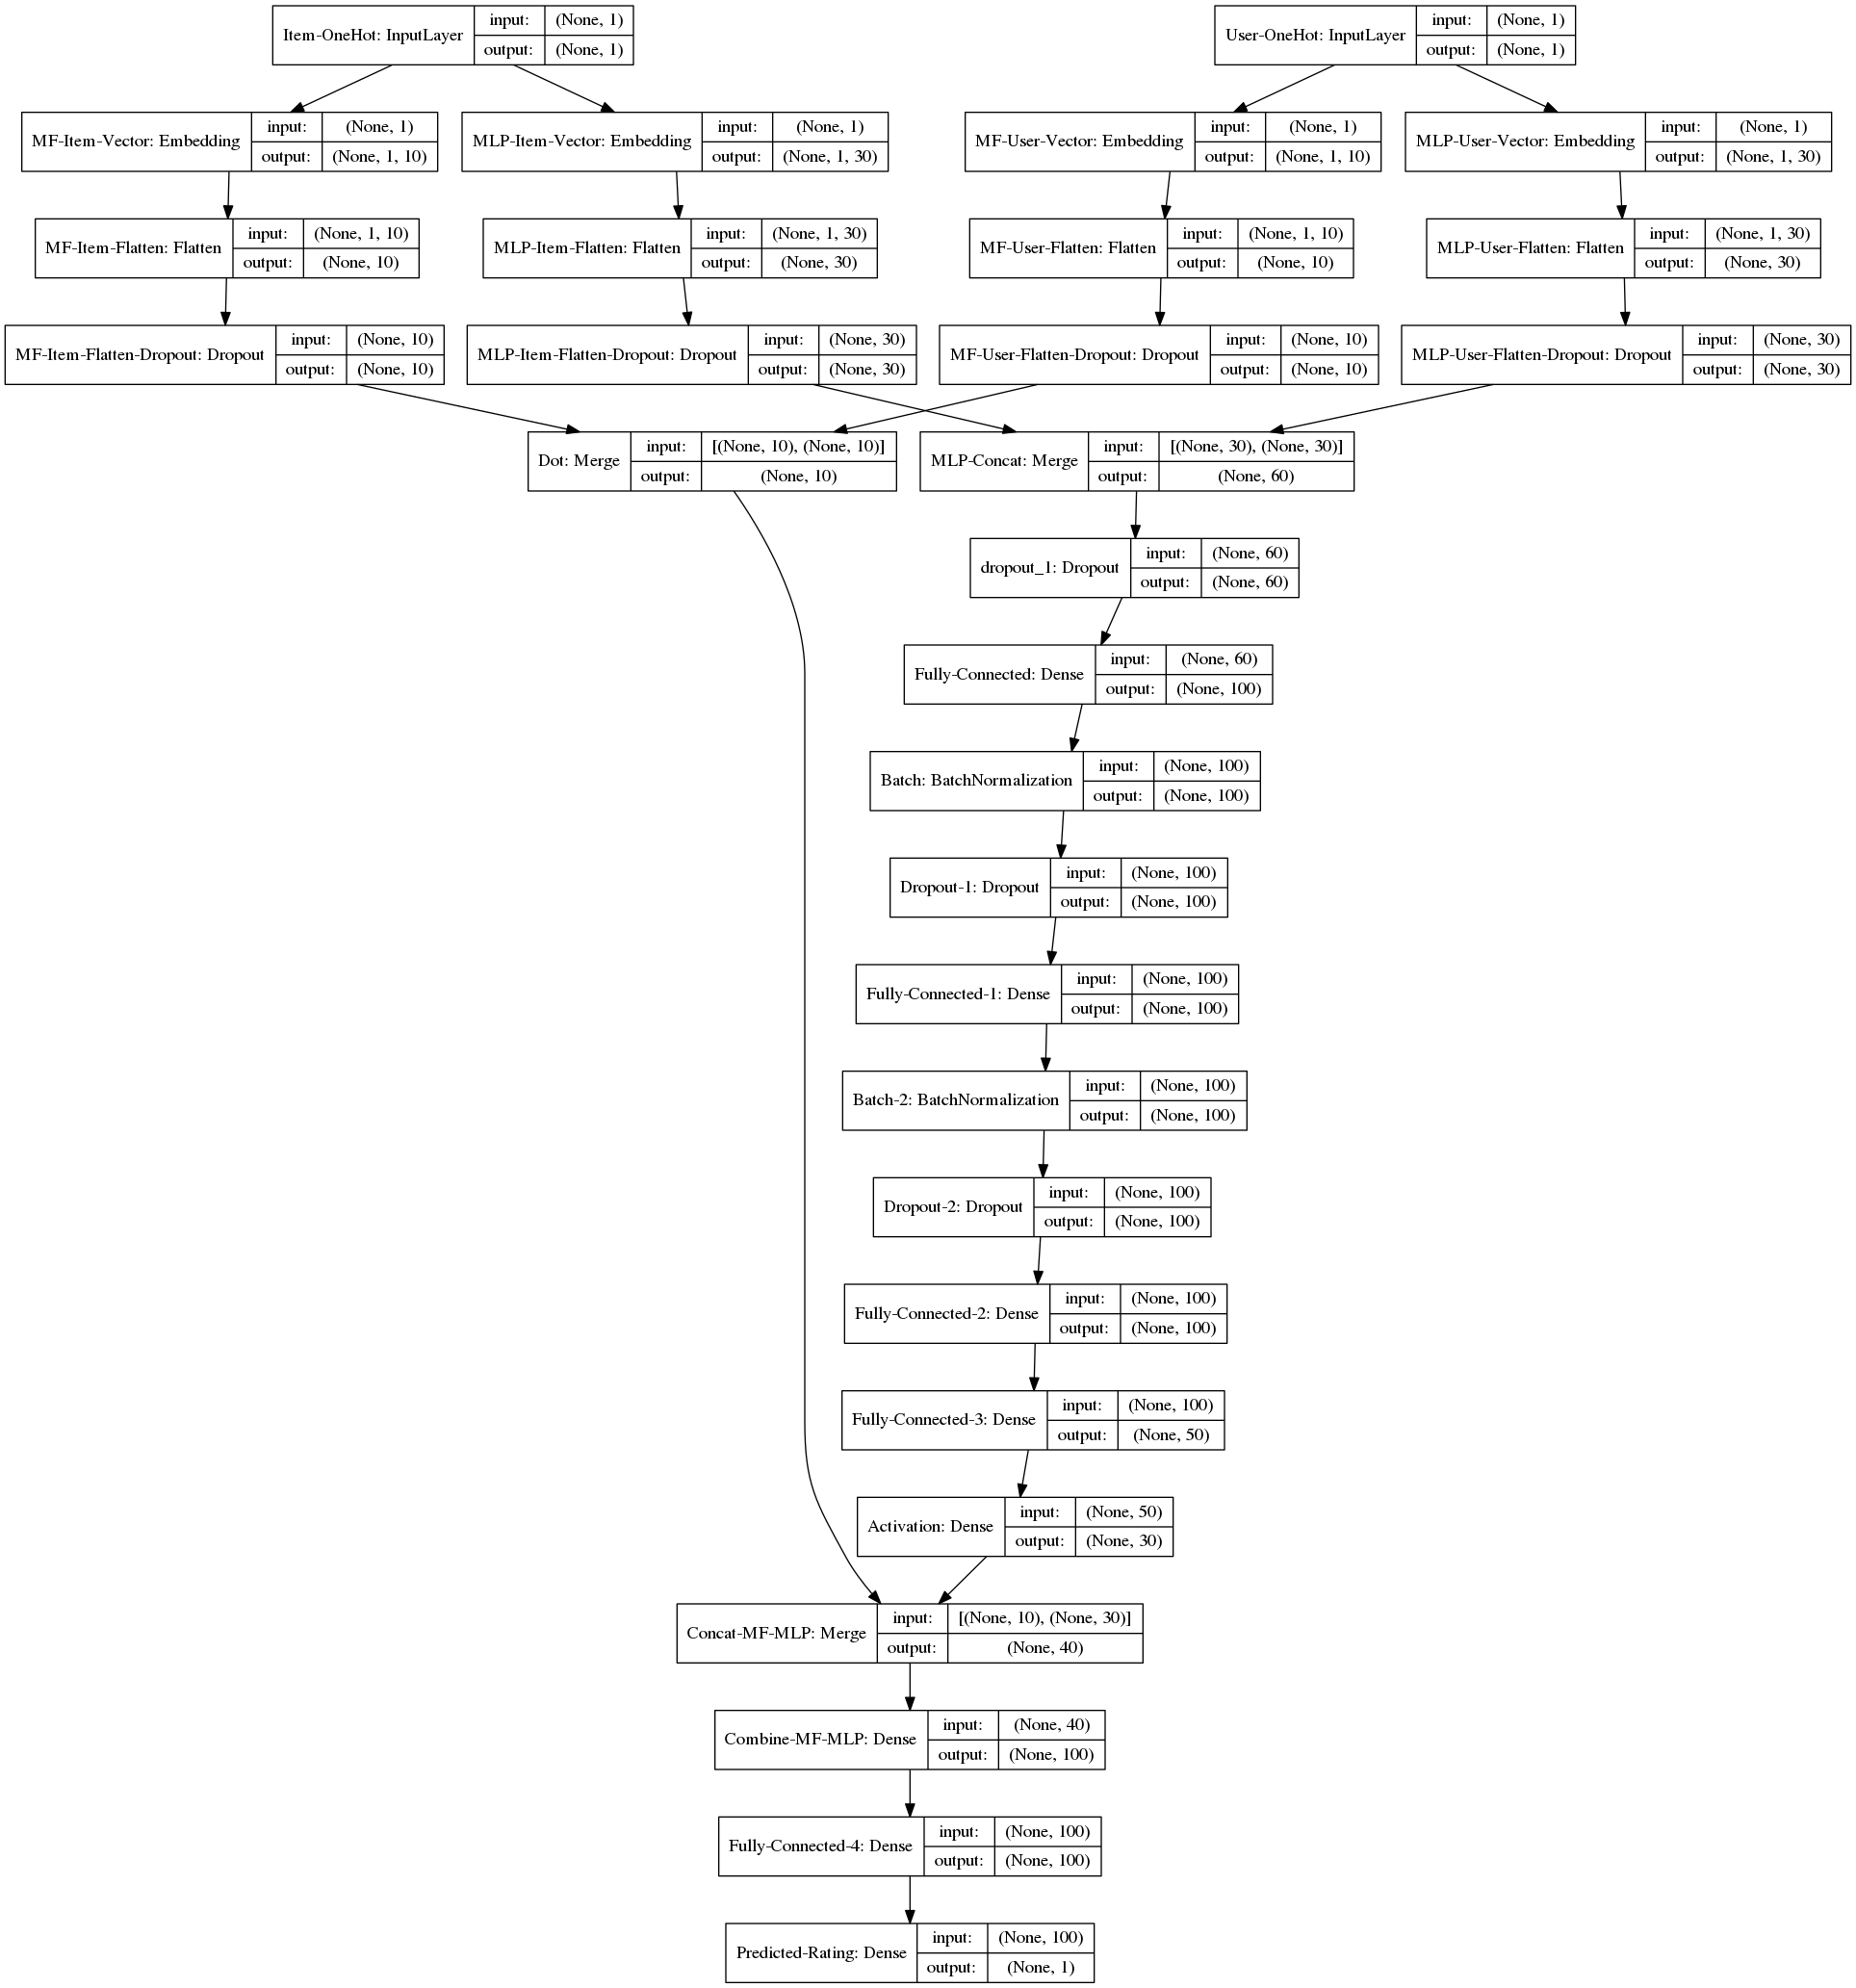 Item-OneHot: InputLayer input: (None, 1)
output: (None, 1)
User-OneHot: InputLayer input: (None, 1)
output: (None, 1)
MF-Item-Vector: Embedding input: (None, 1)
output: (None, 1, 10)
MLP-Item-Vector: Embedding input: (None, 1)
output: (None, 1, 30)
MF-User-Vector: Embedding input: (None, 1)
output: (None, 1, 10)
MLP-User-Vector: Embedding input: (None, 1)
output: (None, 1, 30)
MF-Item-Flatten: Flatten input: (None, 1, 10)
output: (None, 10)
MLP-Item-Flatten: Flatten input: (None, 1, 30)
output: (None, 30)
MF-User-Flatten: Flatten input: (None, 1, 10)
output: (None, 10)
MLP-User-Flatten: Flatten input: (None, 1, 30)
output: (None, 30)
MF-Item-Flatten-Dropout: Dropout input: (None, 10)
output: (None, 10)
MLP-Item-Flatten-Dropout: Dropout input: (None, 30)
output: (None, 30)
MF-User-Flatten-Dropout: Dropout input: (None, 10)
output: (None, 10)
MLP-User-Flatten-Dropout: Dropout input: (None, 30)
output: (None, 30)
Dot: Merge input: [(None, 10), (None, 10)]
output: (None, 10)
MLP-Concat: Merge input: [(None, 30), (None, 30)]
output: (None, 60)
dropout_1: Dropout input: (None, 60)
output: (None, 60)
Fully-Connected: Dense input: (None, 60)
output: (None, 100)
Batch: BatchNormalization input: (None, 100)
output: (None, 100)
Dropout-1: Dropout input: (None, 100)
output: (None, 100)
Fully-Connected-1: Dense input: (None, 100)
output: (None, 100)
Batch-2: BatchNormalization input: (None, 100)
output: (None, 100)
Dropout-2: Dropout input: (None, 100)
output: (None, 100)
Fully-Connected-2: Dense input: (None, 100)
output: (None, 100)
Fully-Connected-3: Dense input: (None, 100)
output: (None, 50)
Activation: Dense input: (None, 50)
output: (None, 30)
Concat-MF-MLP: Merge input: [(None, 10), (None, 30)]
output: (None, 40)
Combine-MF-MLP: Dense input: (None, 40)
output: (None, 100)
Fully-Connected-4: Dense input: (None, 100)
output: (None, 100)
Predicted-Rating: Dense input: (None, 100)
output: (None, 1)